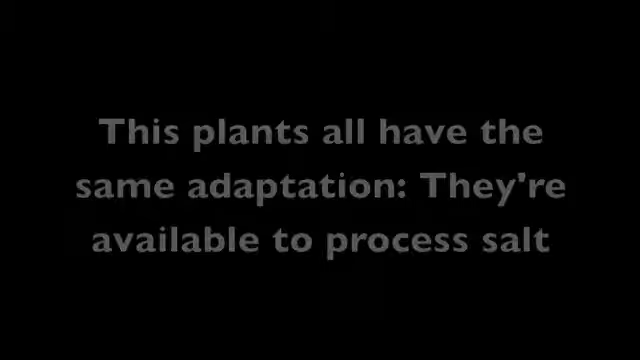 This plants all have the
same adaptation: They're
available to process salt